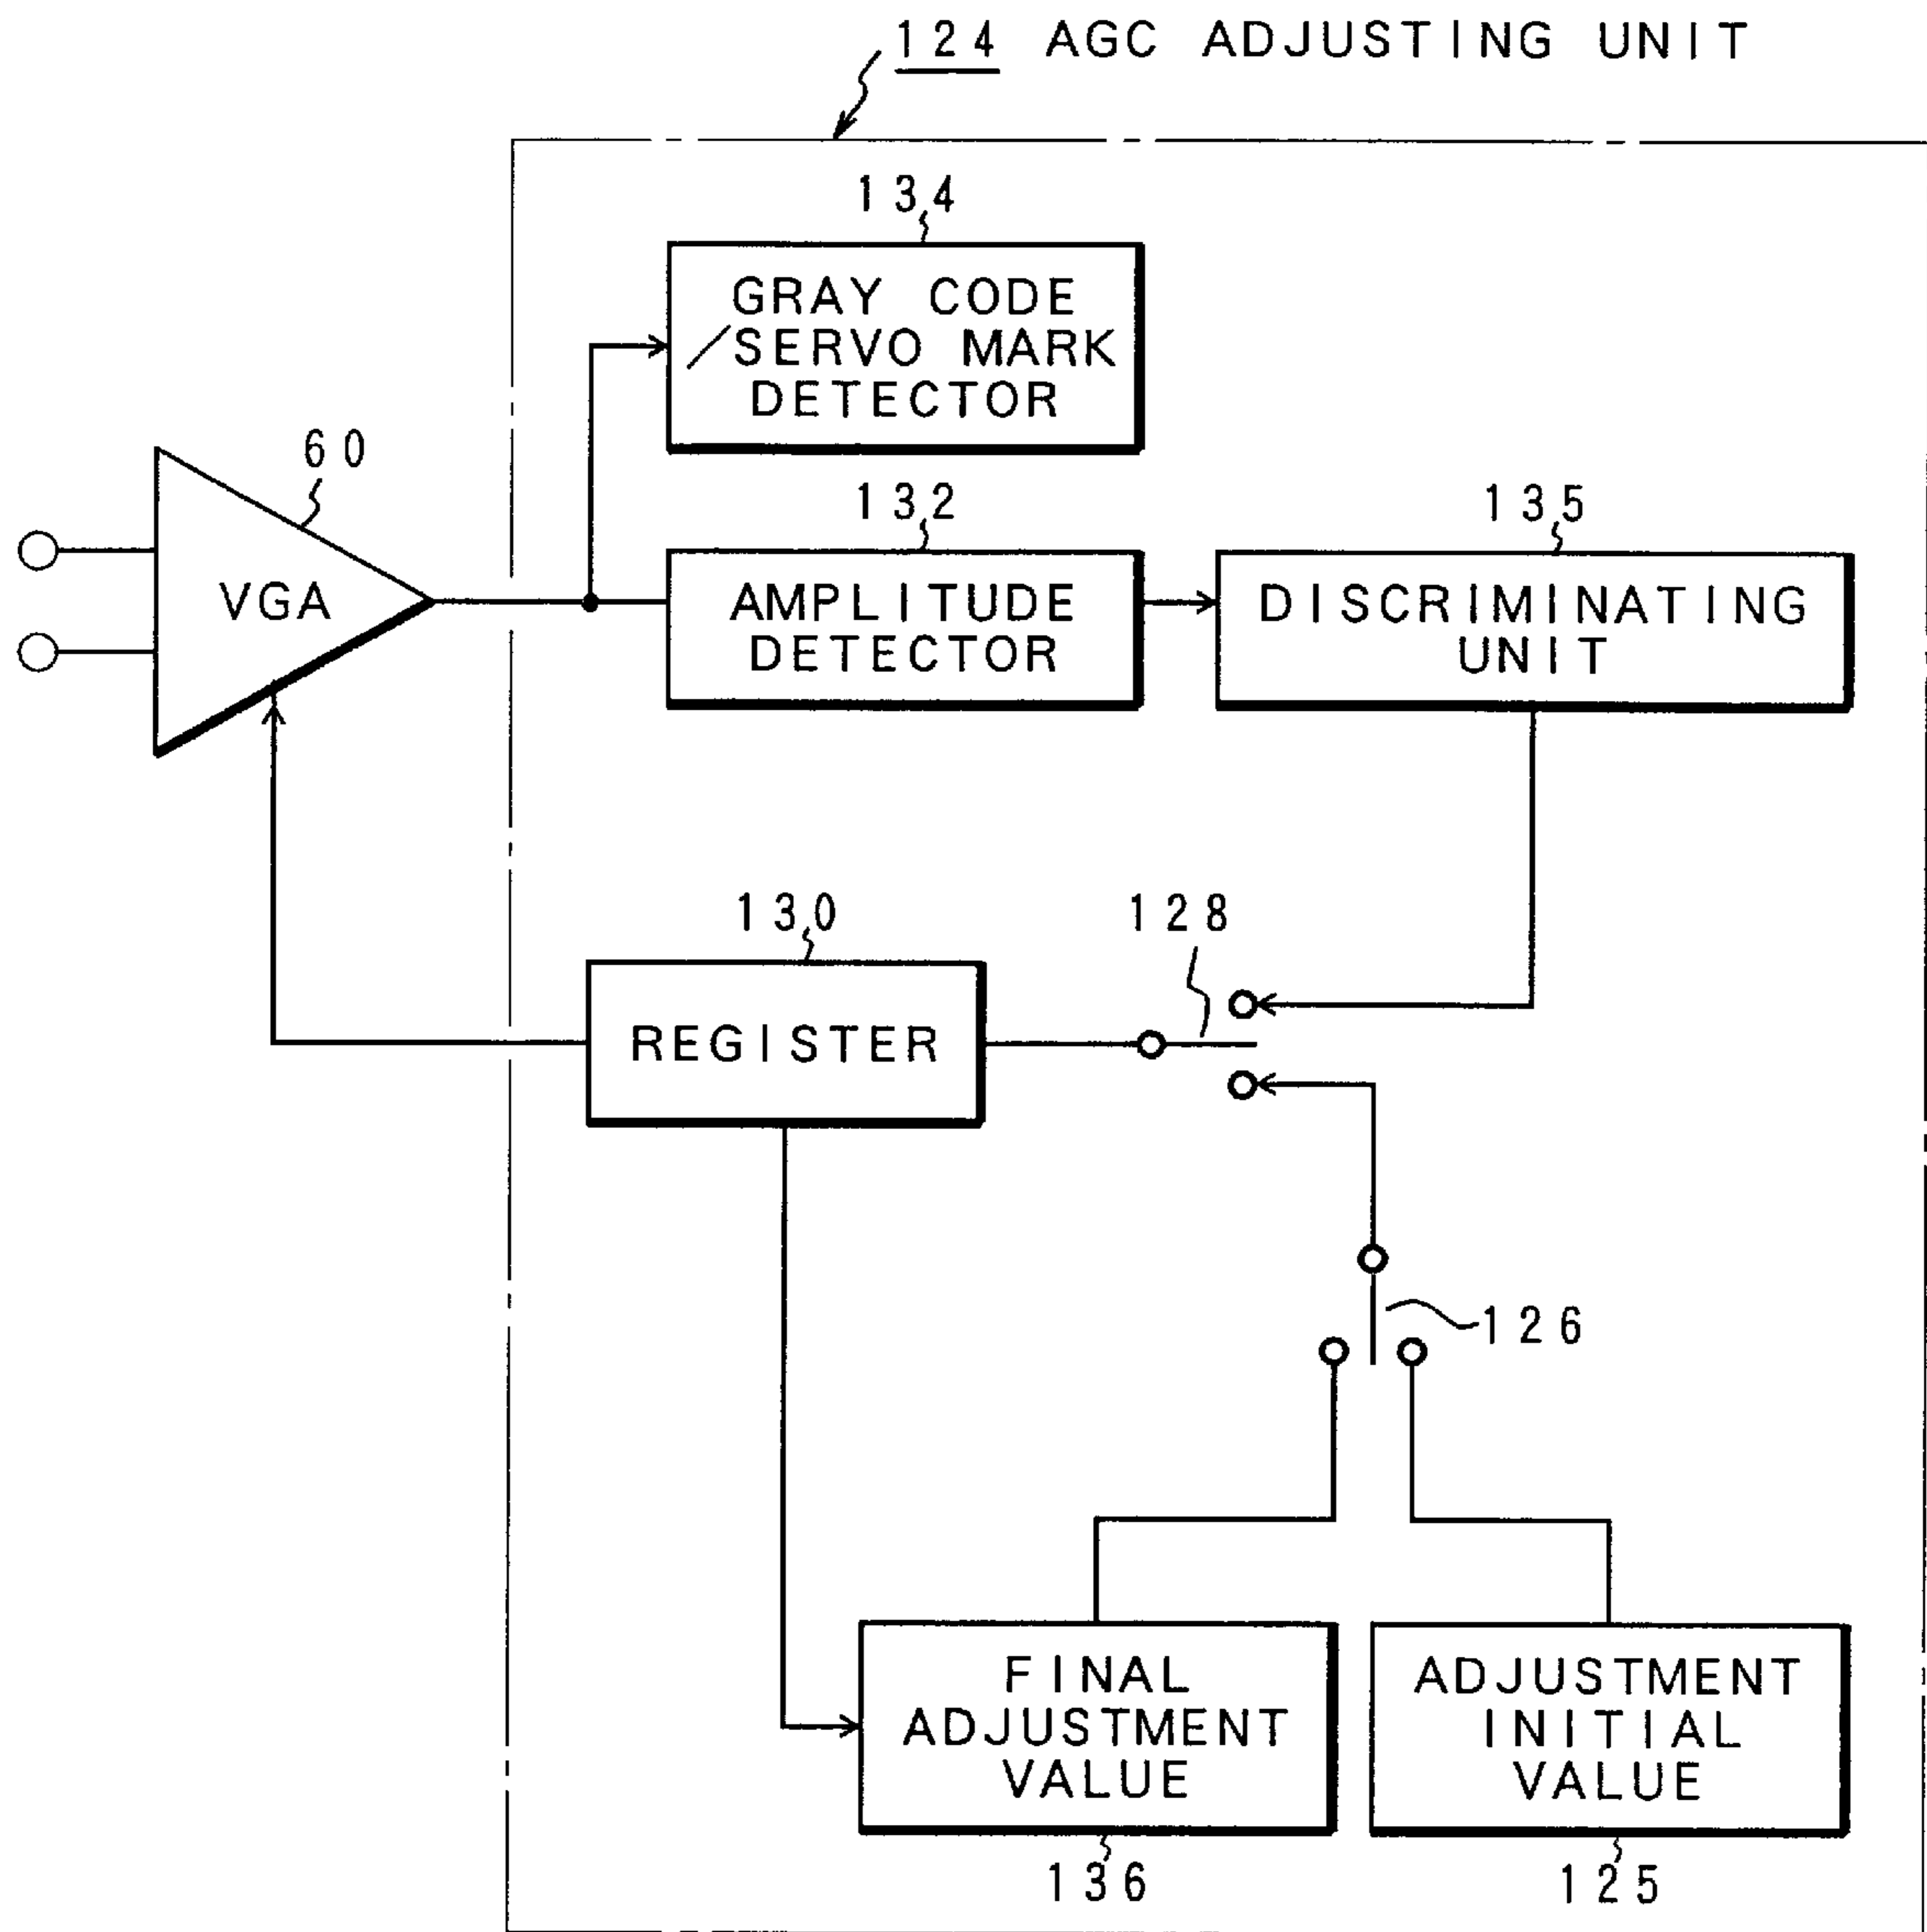 124 AGC ADJUSTING UNIT
134
GRAY CODE
/SERVO MARK
DETECTOR
60
VGA
132
AMPLITUDE
DETECTOR
135
DISCRIMINATING
UNIT
130
REGISTER
128
126
FINAL
ADJUSTMENT
VALUE
136
ADJUSTMENT
INITIAL
VALUE
125